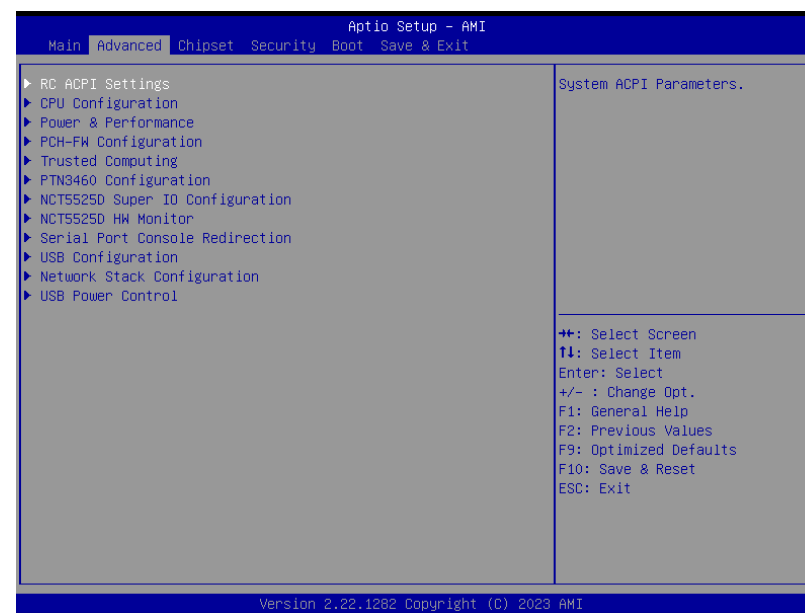 Aptio Setup – AMI
Main Advanced Chipset Security Boot Save & Exit
▶ RC ACPI Settings
▶ CPU Configuration
▶ Power & Performance
▶ PCH-FW Configuration
▶ Trusted Computing
▶ PTN3460 Configuration
▶ NCT5525D Super IO Configuration
▶ NCT5525D HW Monitor
▶ Serial Port Console Redirection
▶ USB Configuration
▶ Network Stack Configuration
▶ USB Power Control
System ACPI Parameters.
→←: Select Screen
↑↓: Select Item
Enter: Select
+/- : Change Opt.
F1: General Help
F2: Previous Values
F9: Optimized Defaults
F10: Save & Reset
ESC: Exit
Version 2.22.1282 Copyright (C) 2023 AMI